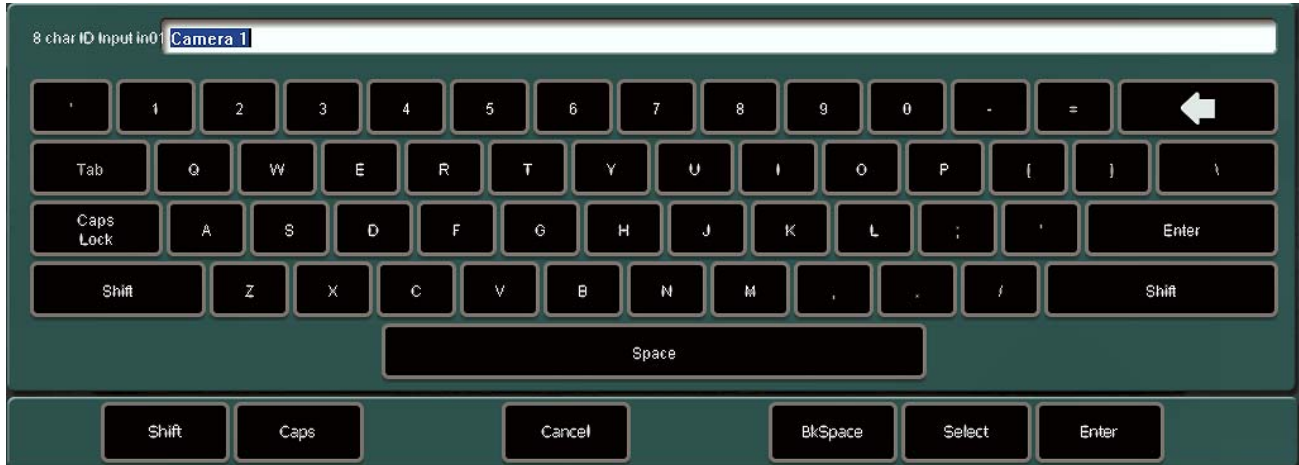 8 char ID Input in01 Camera 1
' 1 2 3 4 5 6 7 8 9 0 - =
Tab Q W E R T Y U I O P [ ] \
Caps Lock A S D F G H J K L ; ' Enter
Shift Z X C V B N M , . / Shift
Space
Shift Caps Cancel BkSpace Select Enter